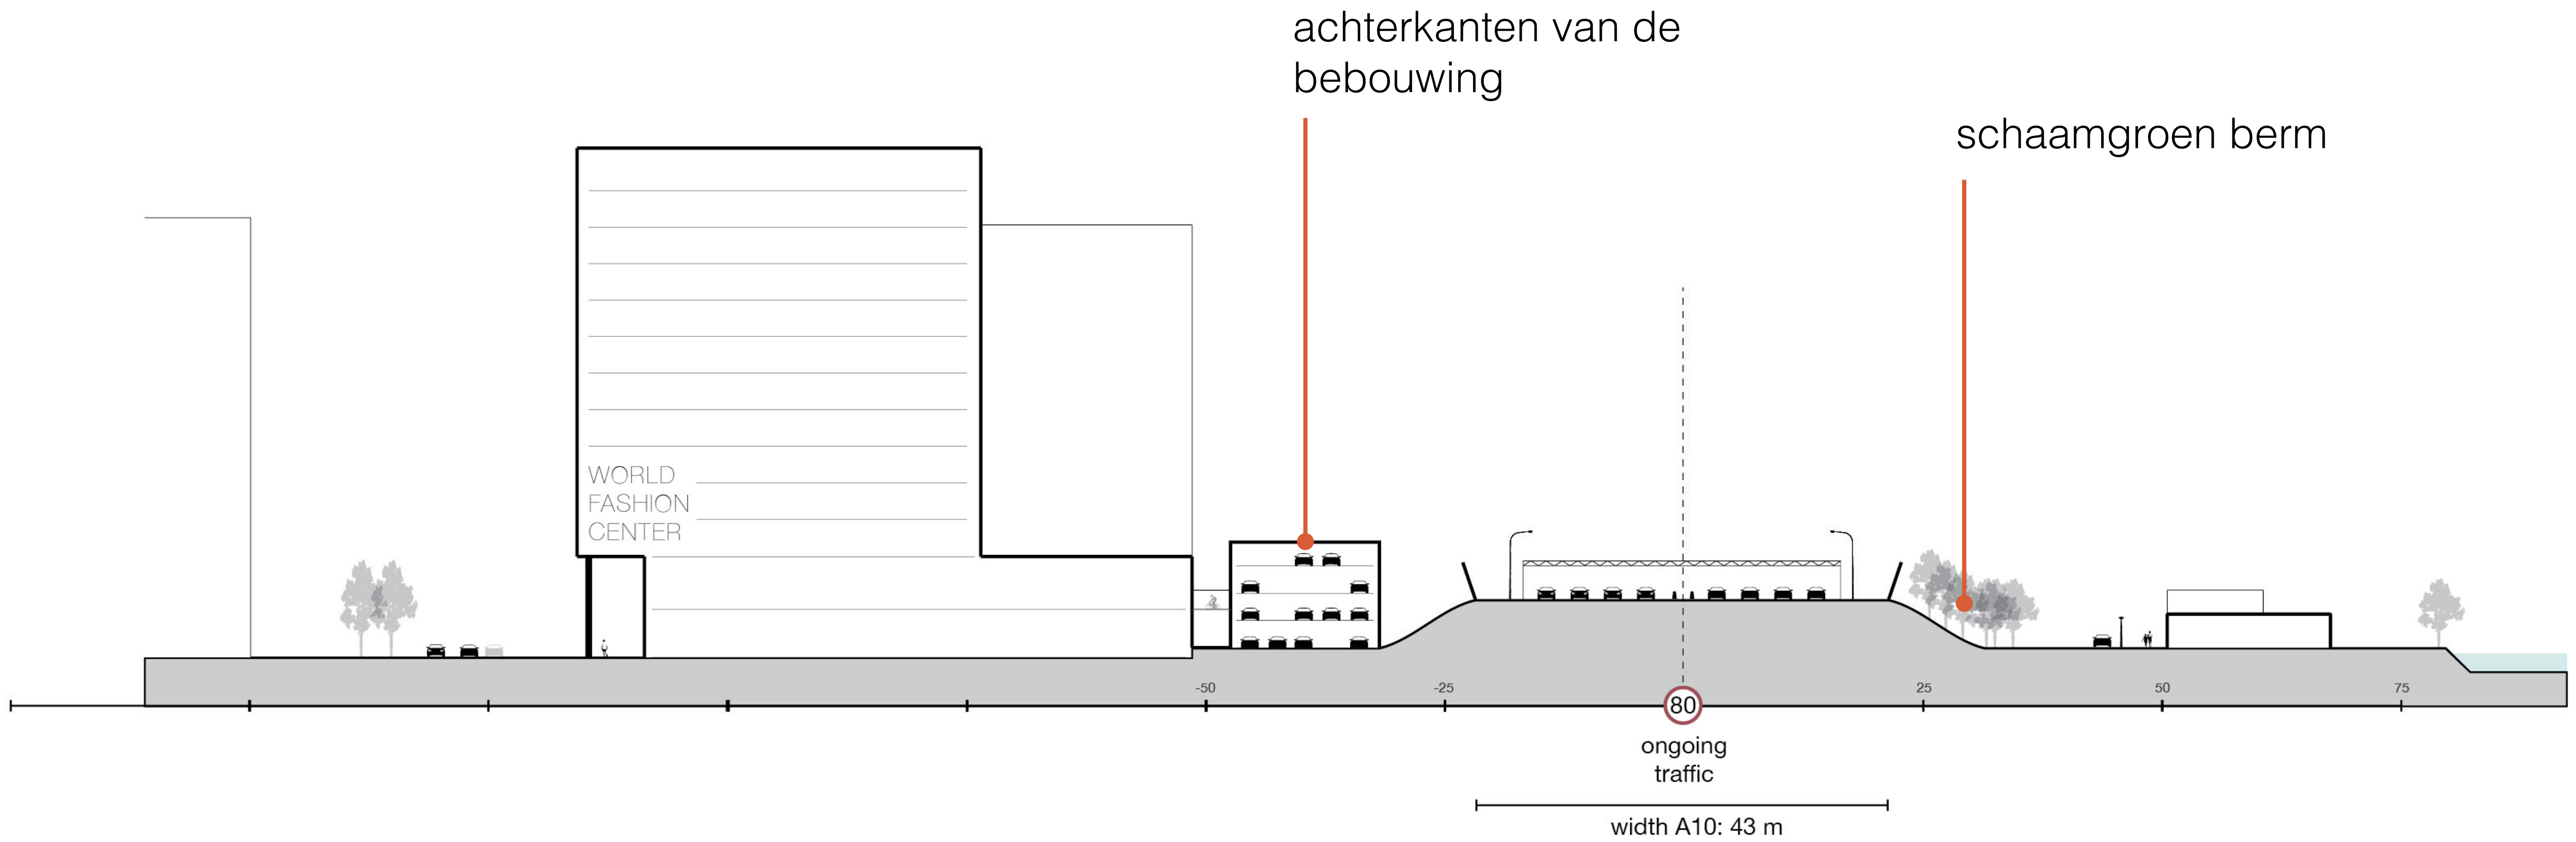 achterkanten van de
bebouwing
schaamgroen berm
WORLD
FASHION
CENTER
-50
-25
25
50
75
80
ongoing
traffic
width A10: 43 m